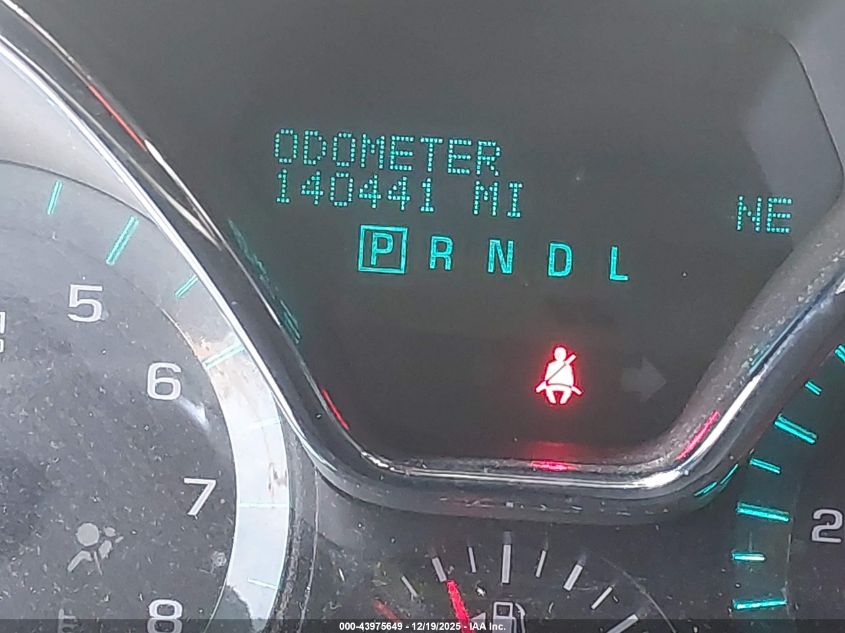 ODOMETER
140441 MI
NE
P R N D L
5
6
7
8
2
000-43975649 - 12/19/2025 - IAA Inc.